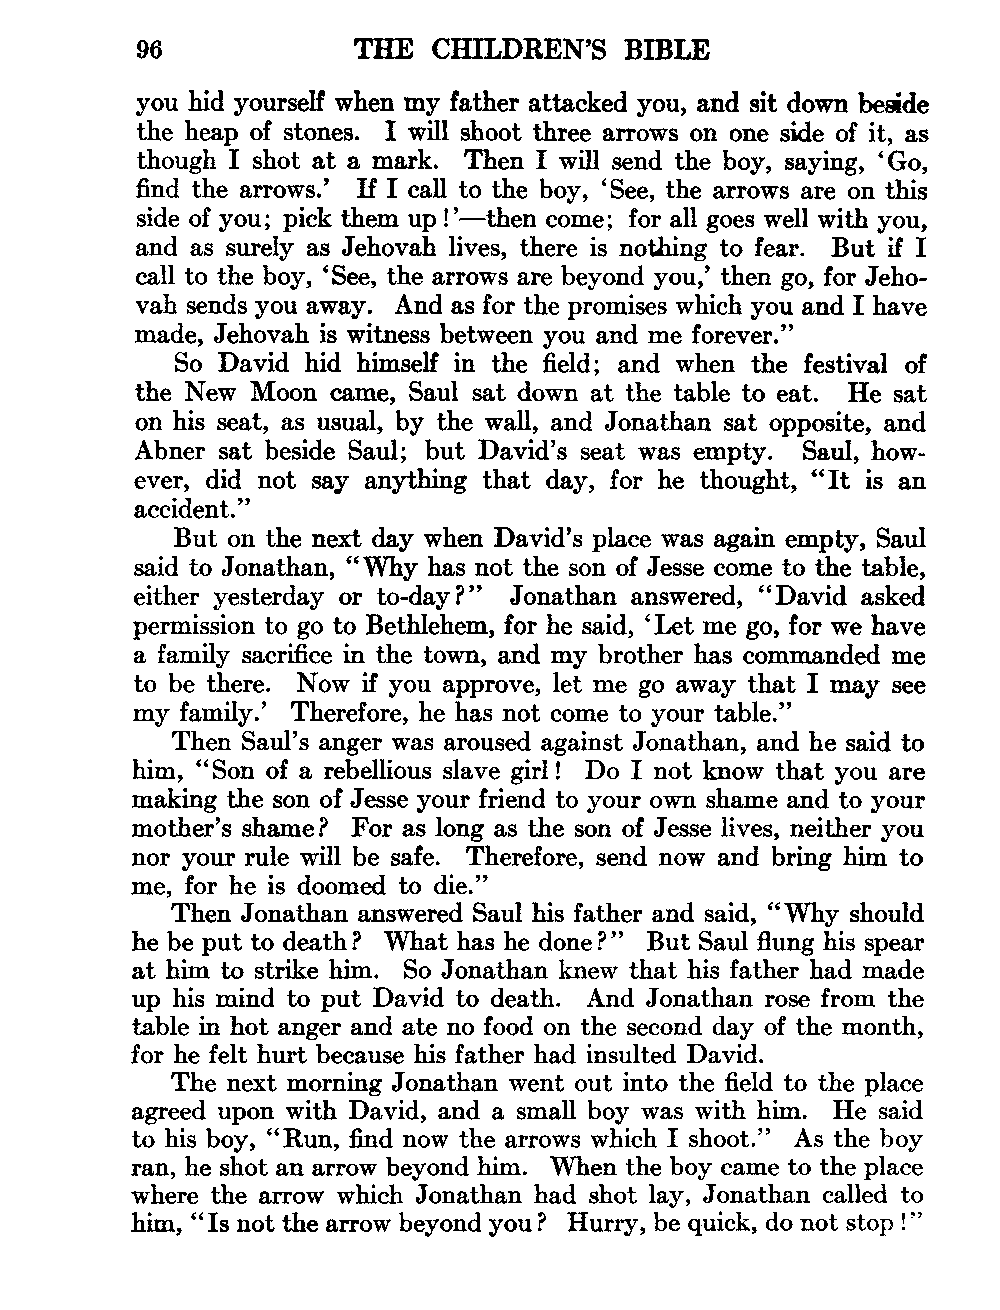 96 THE CHILDREN'S BIBLE
you hid yourself when my father attacked you, and sit down beside
the heap of stones. I will shoot three arrows on one side of it, as
though I shot at a mark. Then I will send the boy, saying, ‘Go,
find the arrows.’ If I call to the boy, ‘See, the arrows are on this
side of you; pick them up!’—then come; for all goes well with you,
and as surely as Jehovah lives, there is nothing to fear. But if I
call to the boy, ‘See, the arrows are beyond you,’ then go, for Jeho-
vah sends you away. And as for the promises which you and I have
made, Jehovah is witness between you and me forever.”
So David hid himself in the field; and when the festival of
the New Moon came, Saul sat down at the table to eat. He sat
on his seat, as usual, by the wall, and Jonathan sat opposite, and
Abner sat beside Saul; but David's seat was empty. Saul, how-
ever, did not say anything that day, for he thought, “It is an
accident.”
But on the next day when David's place was again empty, Saul
said to Jonathan, “Why has not the son of Jesse come to the table,
either yesterday or to-day?” Jonathan answered, “David asked
permission to go to Bethlehem, for he said, ‘Let me go, for we have
a family sacrifice in the town, and my brother has commanded me
to be there. Now if you approve, let me go away that I may see
my family.’ Therefore, he has not come to your table.”
Then Saul's anger was aroused against Jonathan, and he said to
him, “Son of a rebellious slave girl! Do I not know that you are
making the son of Jesse your friend to your own shame and to your
mother's shame? For as long as the son of Jesse lives, neither you
nor your rule will be safe. Therefore, send now and bring him to
me, for he is doomed to die.”
Then Jonathan answered Saul his father and said, “Why should
he be put to death? What has he done?” But Saul flung his spear
at him to strike him. So Jonathan knew that his father had made
up his mind to put David to death. And Jonathan rose from the
table in hot anger and ate no food on the second day of the month,
for he felt hurt because his father had insulted David.
The next morning Jonathan went out into the field to the place
agreed upon with David, and a small boy was with him. He said
to his boy, “Run, find now the arrows which I shoot.” As the boy
ran, he shot an arrow beyond him. When the boy came to the place
where the arrow which Jonathan had shot lay, Jonathan called to
him, “Is not the arrow beyond you? Hurry, be quick, do not stop!”